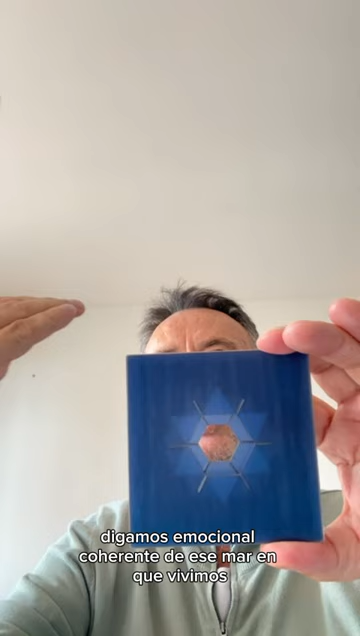 digamos emocional
coherente de ese mar en
que vivimos